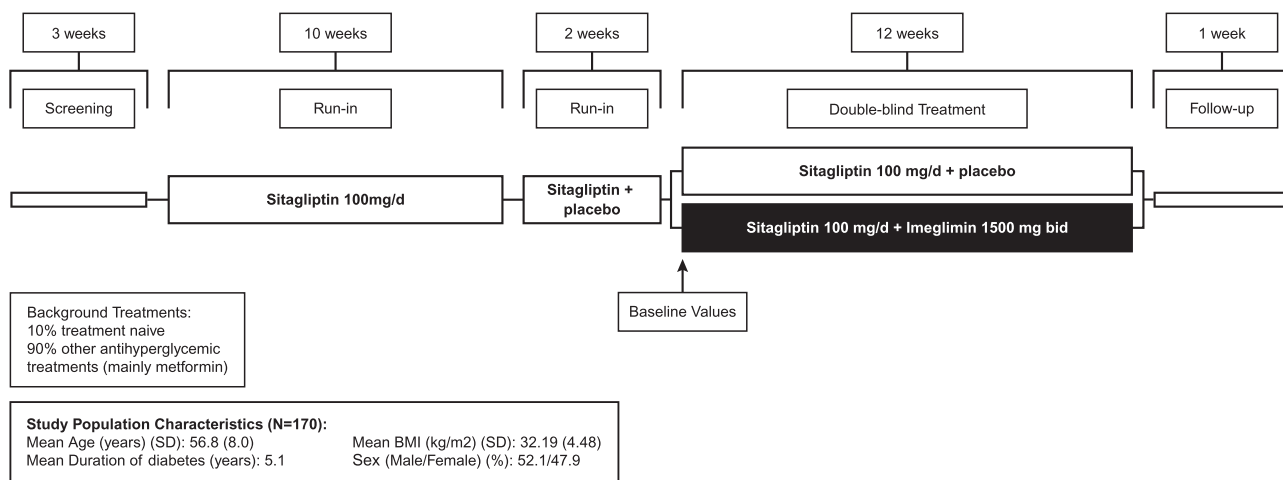 3 weeks
10 weeks
2 weeks
12 weeks
1 week
Screening
Run-in
Run-in
Double-blind Treatment
Follow-up
Sitagliptin 100mg/d
Sitagliptin +
placebo
Sitagliptin 100 mg/d + placebo
Sitagliptin 100 mg/d + Imeglimin 1500 mg bid
Baseline Values
Background Treatments:
10% treatment naive
90% other antihyperglycemic
treatments (mainly metformin)
Study Population Characteristics (N=170):
Mean Age (years) (SD): 56.8 (8.0) Mean BMI (kg/m2) (SD): 32.19 (4.48)
Mean Duration of diabetes (years): 5.1 Sex (Male/Female) (%): 52.1/47.9